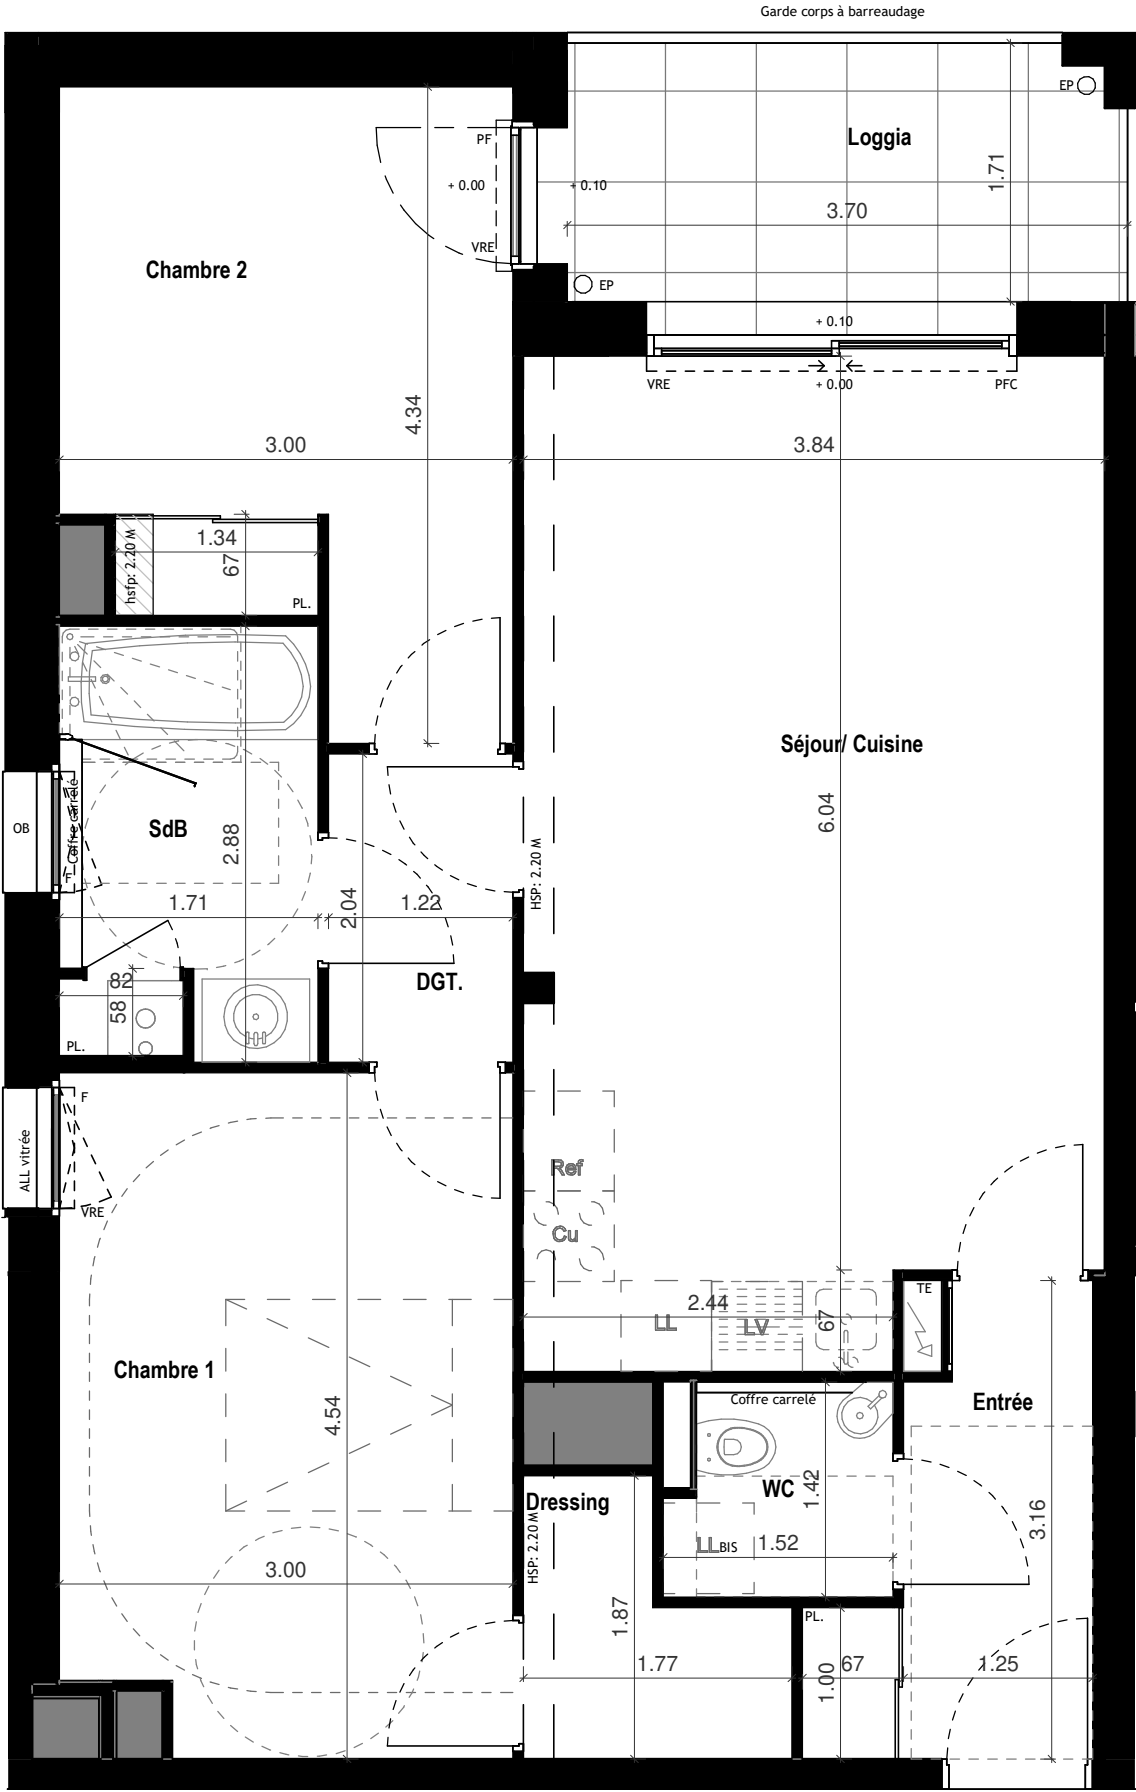 Garde corps à barreaudage
EP
Loggia
PF
1.71
+ 0.00
+ 0.10
3.70
VRE
Chambre 2
EP
+ 0.10
VRE
+ 0.00
PFC
4.34
3.00
3.84
hsfp: 2.20 M
1.34
67
PL.
Séjour/ Cuisine
6.04
OB
Coffre carrelé
F
SdB
2.88
HSP: 2.20 M
1.71
2.04
1.22
DGT.
82
58
PL.
F
ALL vitrée
VRE
Ref
Cu
TE
2.44
LL
LV
67
Chambre 1
4.54
Coffre carrelé
Entrée
WC
1.42
Dressing
HSP: 2.20 M
LL BIS
1.52
3.16
3.00
1.87
PL.
1.77
1.00
67
1.25